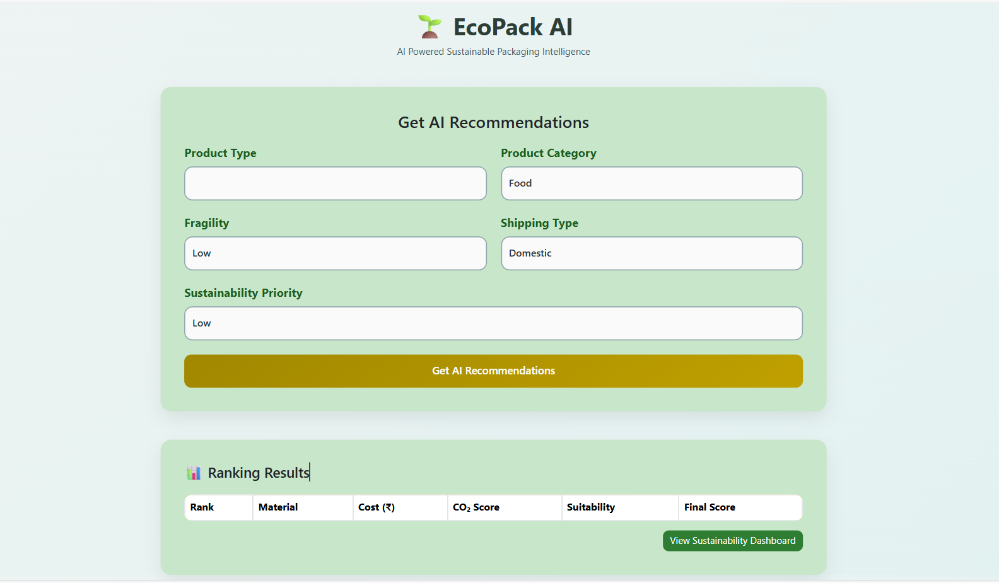 EcoPack AI
AI Powered Sustainable Packaging Intelligence
Get AI Recommendations
Product Type
Product Category
Food
Fragility
Shipping Type
Low
Domestic
Sustainability Priority
Low
Get AI Recommendations
Ranking Results
Rank Material Cost (₹) CO₂ Score Suitability Final Score
View Sustainability Dashboard